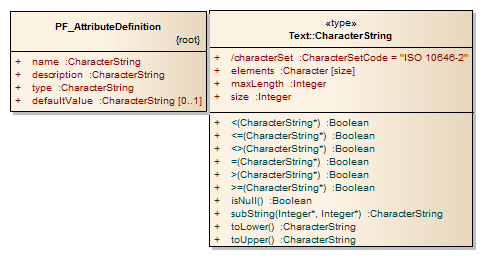 PF_AttributeDefinition
{root}
+ name :CharacterString
+ description :CharacterString
+ type :CharacterString
+ defaultValue :CharacterString [0..1]
«type»
Text::CharacterString
+ /characterSet :CharacterSetCode = "ISO 10646-2"
+ elements :Character [size]
+ maxLength :Integer
+ size :Integer
+ <(CharacterString*) :Boolean
+ <=(CharacterString*) :Boolean
+ <>(CharacterString*) :Boolean
+ =(CharacterString*) :Boolean
+ >(CharacterString*) :Boolean
+ >=(CharacterString*) :Boolean
+ isNull() :Boolean
+ subString(Integer*, Integer*) :CharacterString
+ toLower() :CharacterString
+ toUpper() :CharacterString